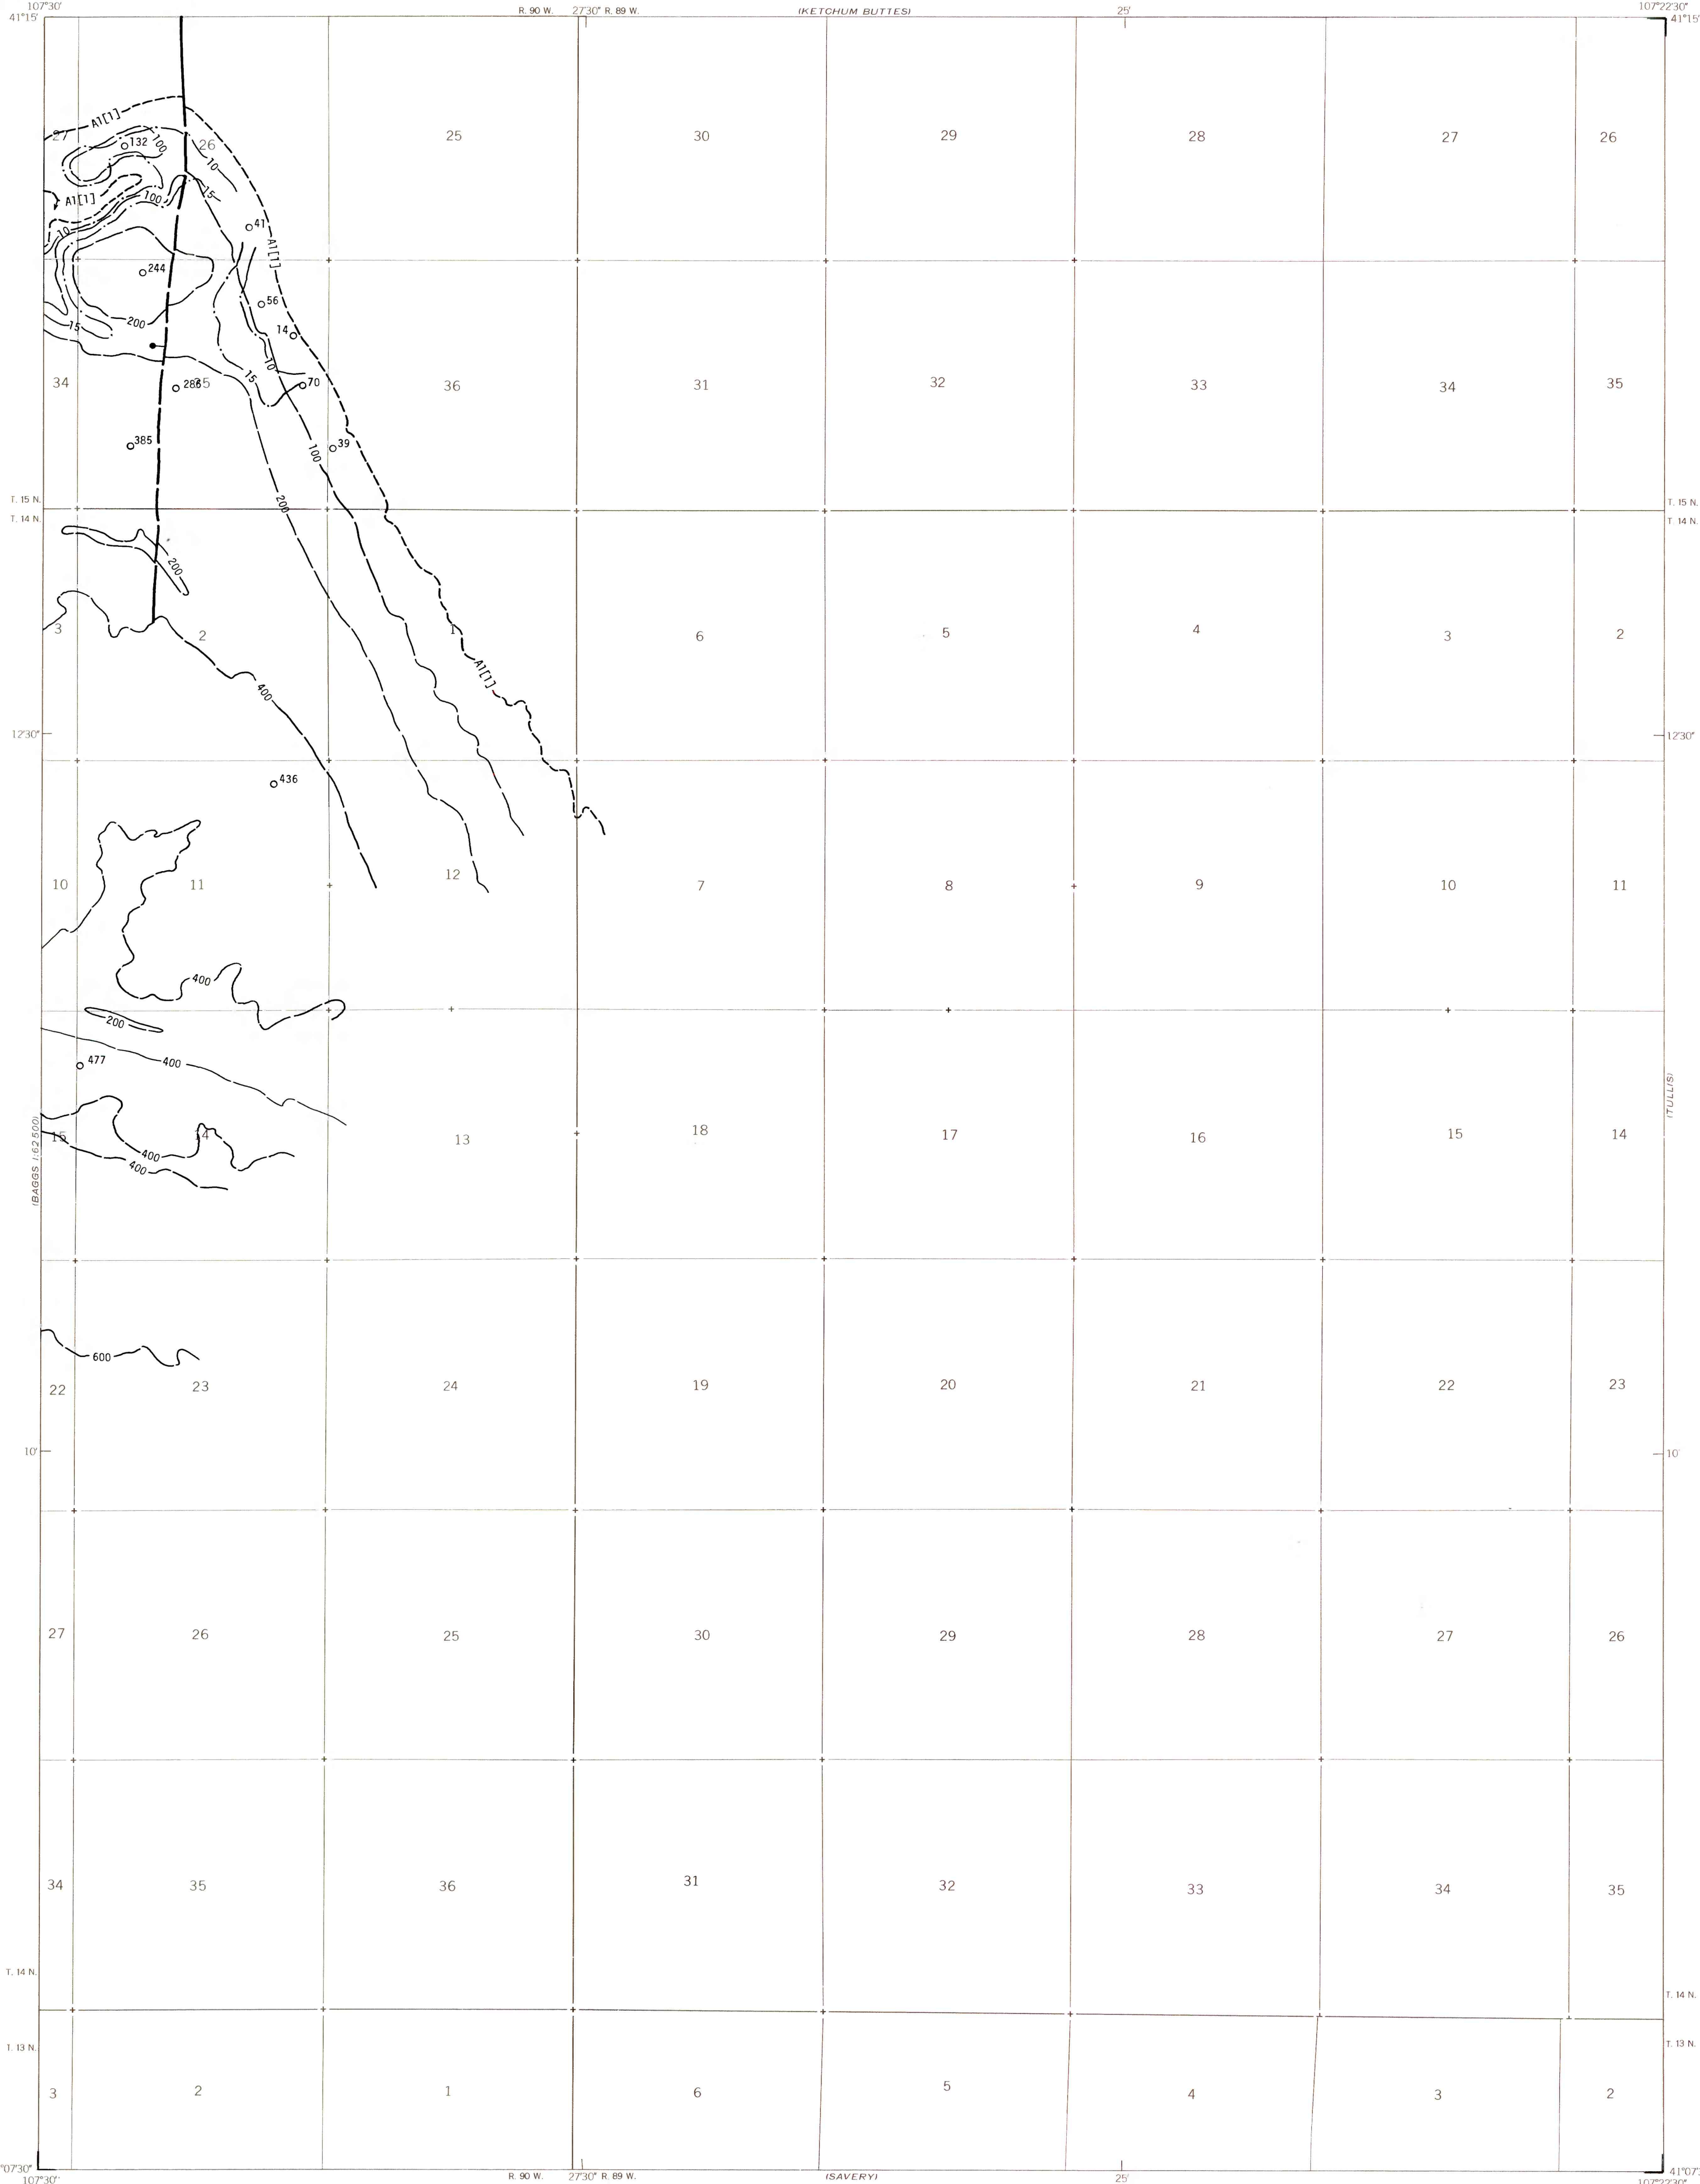 107°30' R. 90 W. 27'30" R. 89 W. (KETCHUM BUTTES) 25' 107°22'30"
41°15' 41°15'
A1[1]
27 132 100 26 25 30 29 28 27 26
10
A1[1] 100 15
10 41 A1[1]
244
56
200 14
15
10
34 286 35 15 70 36 31 32 33 34 35
385 100 39
T. 15 N. 200 T. 15 N.
T. 14 N. T. 14 N.
200
3 2 1 6 5 4 3 2
A1[1]
400
12'30" 12'30"
436
10 11 12 7 8 9 10 11
400
200
477 400
(BAGGS 1:62500) (TULLIS)
15 14 13 18 17 16 15 14
400
400
600
22 23 24 19 20 21 22 23
10' 10'
27 26 25 30 29 28 27 26
34 35 36 31 32 33 34 35
T. 14 N. T. 14 N.
T. 13 N. T. 13 N.
3 2 1 6 5 4 3 2
°07'30" 41°07'
107°30' R. 90 W. 27'30" R. 89 W. (SAVERY) 25' 107°22'30"